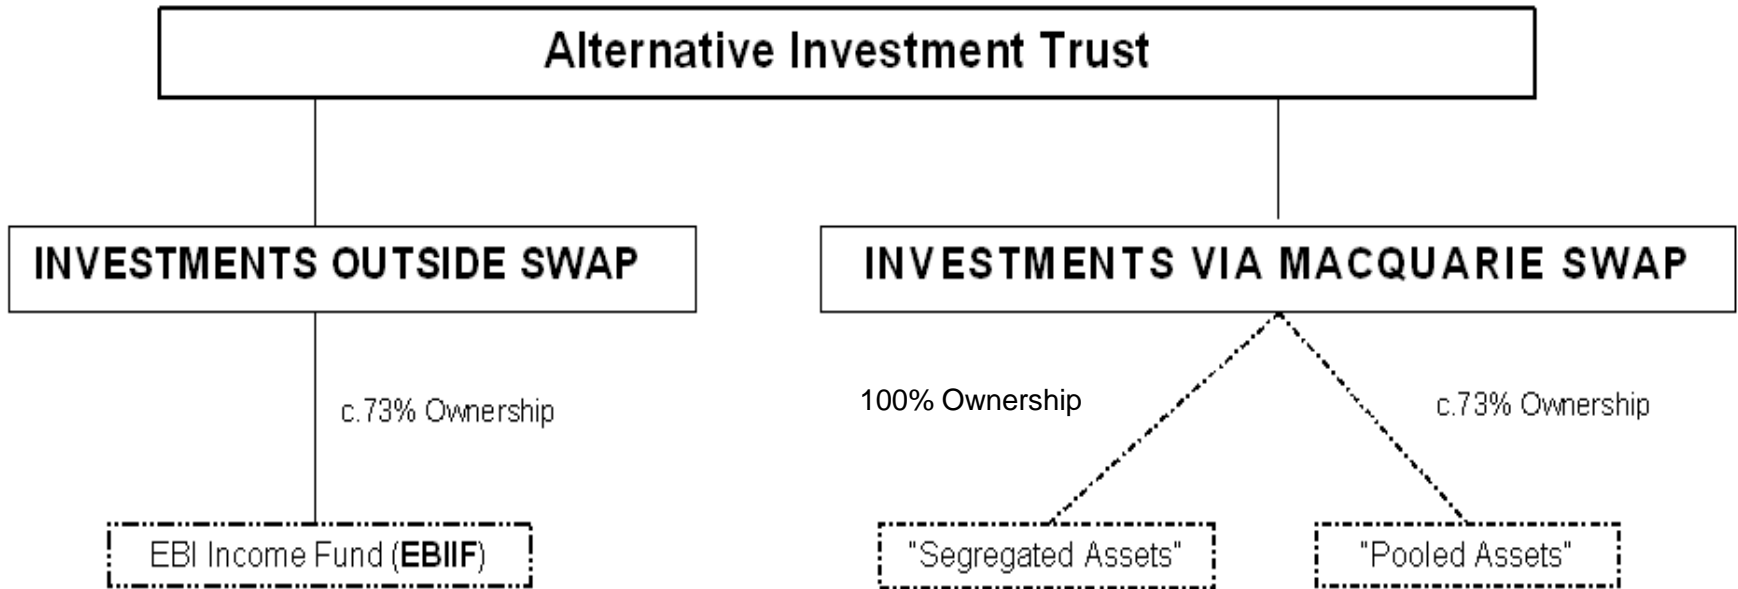 Alternative Investment Trust
INVESTMENTS OUTSIDE SWAP
INVESTMENTS VIA MACQUARIE SWAP
c.73% Ownership
100% Ownership
c.73% Ownership
EBI Income Fund (EBIIF)
"Segregated Assets"
"Pooled Assets"